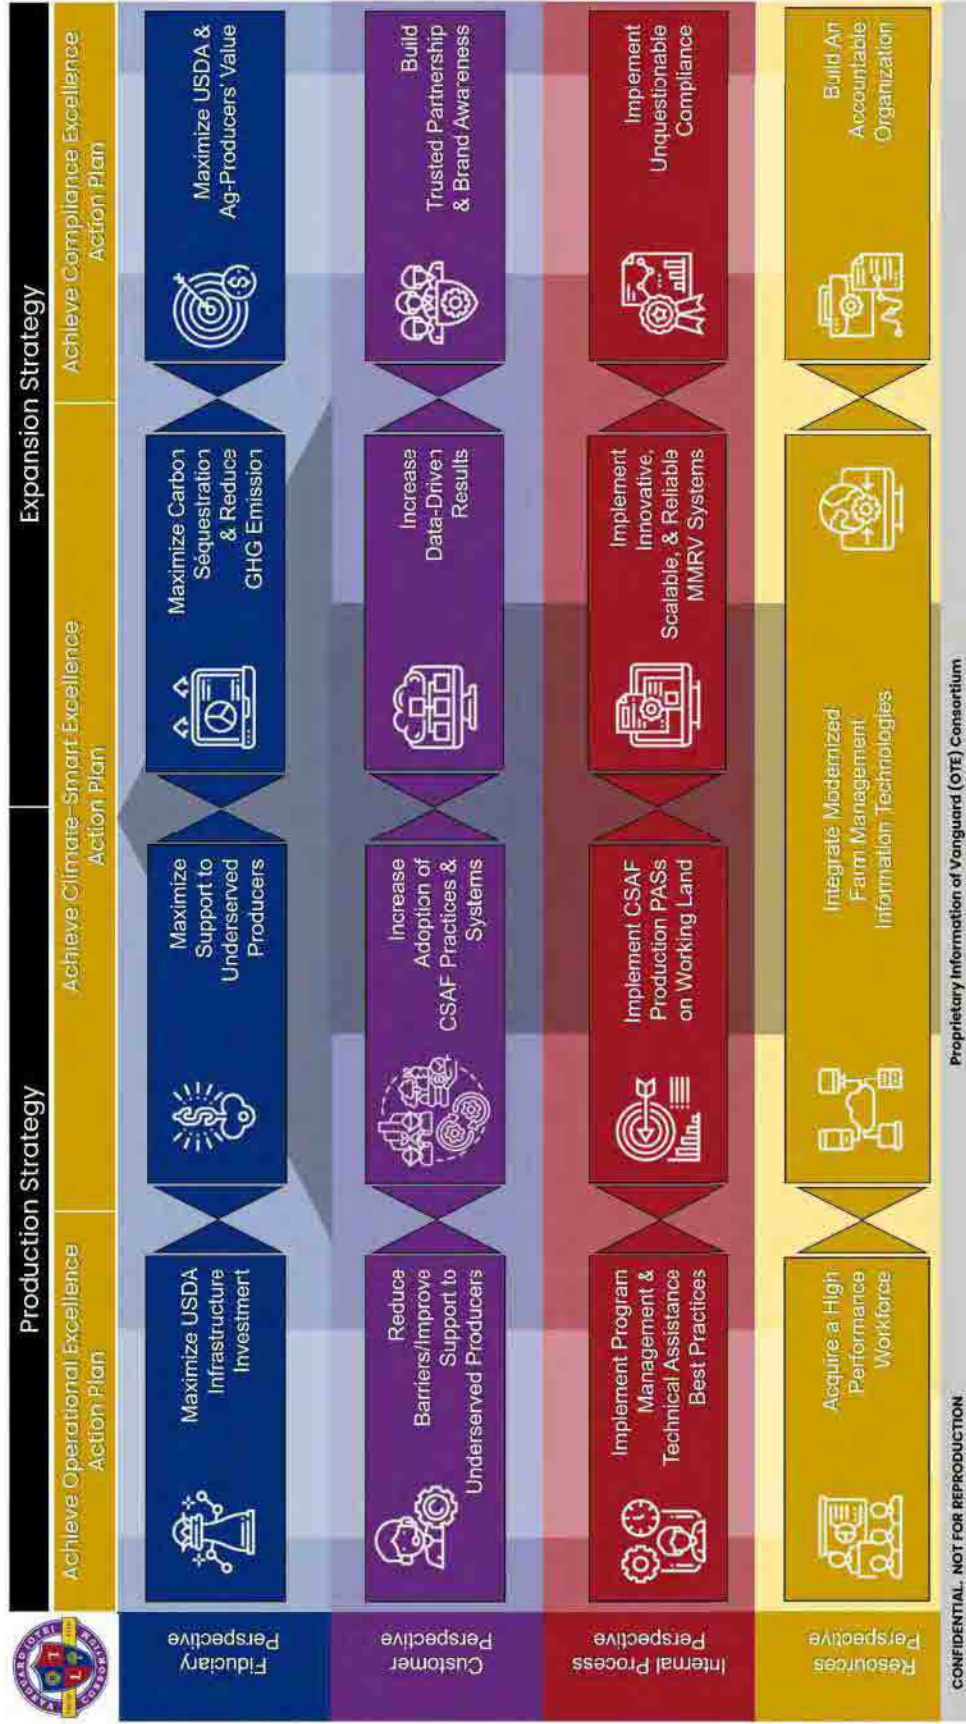 VANGUARD (OTE)
CONSORTIUM
Production Strategy
Expansion Strategy
Achieve Operational Excellence
Action Plan
Achieve Climate-Smart Excellence
Action Plan
Achieve Compliance Excellence
Action Plan
Fiduciary
Perspective
Maximize USDA
Infrastructure
Investment
Maximize
Support to
Underserved
Producers
Maximize Carbon
Sequestration
& Reduce
GHG Emission
Maximize USDA &
Ag-Producers' Value
Customer
Perspective
Reduce
Barriers/Improve
Support to
Underserved Producers
Increase
Adoption of
CSAF Practices &
Systems
Increase
Data-Driven
Results
Build
Trusted Partnership
& Brand Awareness
Internal Process
Perspective
Implement Program
Management &
Technical Assistance
Best Practices
Implement CSAF
Production PASs
on Working Land
Implement
Innovative,
Scalable, & Reliable
MMRV Systems
Implement
Unquestionable
Compliance
Resources
Perspective
Acquire a High
Performance
Workforce
Integrate Modernized
Farm Management
Information Technologies
Build An
Accountable
Organization
CONFIDENTIAL. NOT FOR REPRODUCTION
Proprietary Information of Vanguard (OTE) Consortium